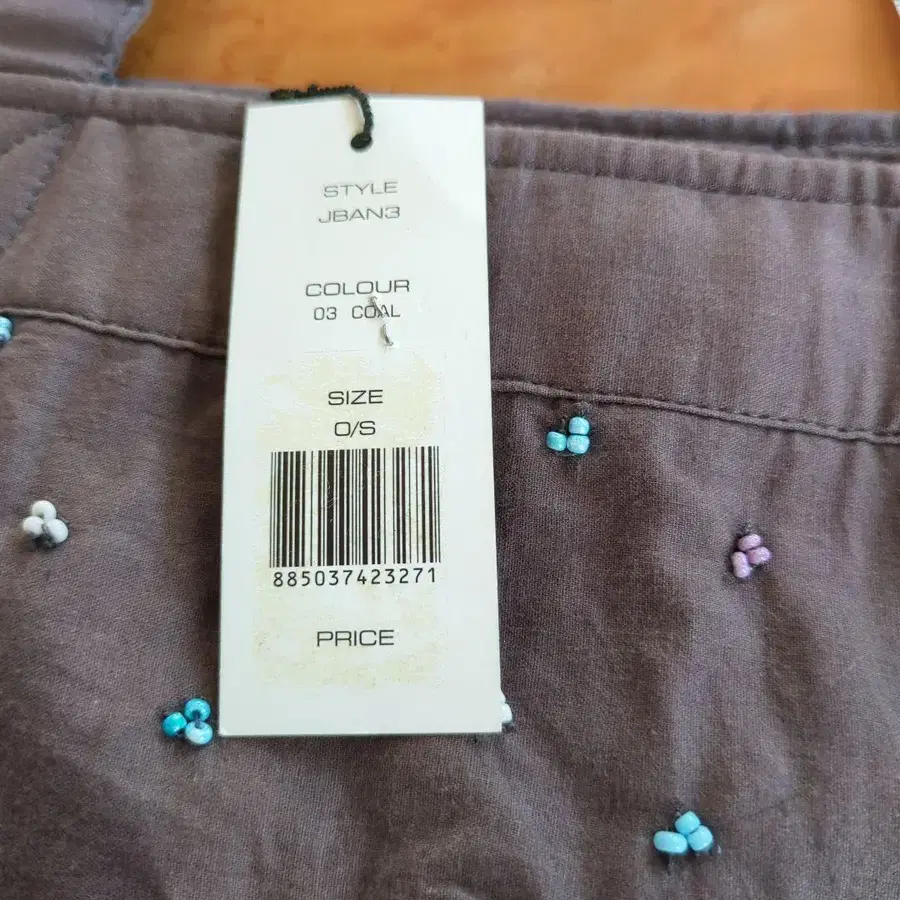 STYLE
JBAN3
COLOUR
03 COAL
SIZE
O/S
885037423271
PRICE